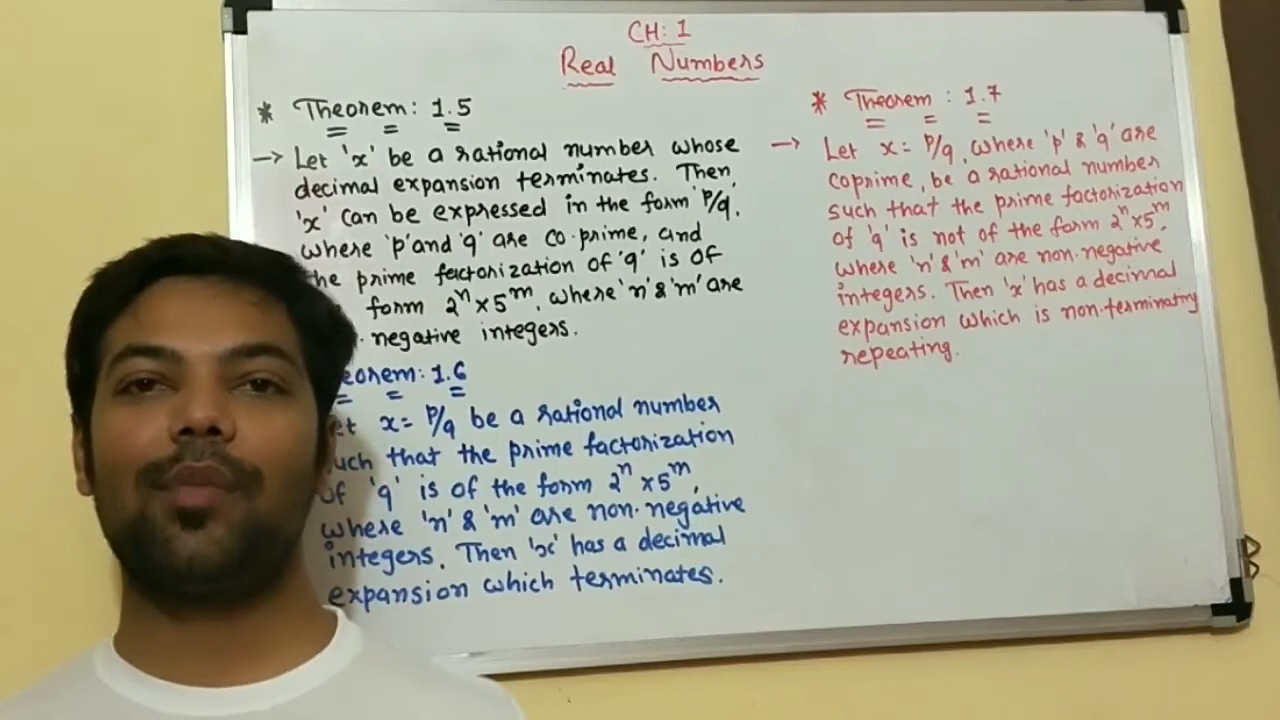 CH: 1
Real Numbers
* Theorem: 1.5
→ Let 'x' be a rational number whose
decimal expansion terminates. Then
'x' can be expressed in the form 'p/q',
where 'p' and 'q' are co-prime, and
he prime factorization of 'q' is of
form 2ⁿ×5ᵐ, where 'n' & 'm' are
negative integers.
eorem: 1.6
et x = p/q be a rational number
uch that the prime factorization
of 'q' is of the form 2ⁿ×5ᵐ,
where 'n' & 'm' are non-negative
integers. Then 'x' has a decimal
expansion which terminates.
* Theorem : 1.7
→ Let x = p/q, where 'p' & 'q' are
coprime, be a rational number
such that the prime factorization
of 'q' is not of the form 2ⁿ×5ᵐ,
where 'n' & 'm' are non-negative
integers. Then 'x' has a decimal
expansion which is non-terminating
repeating.